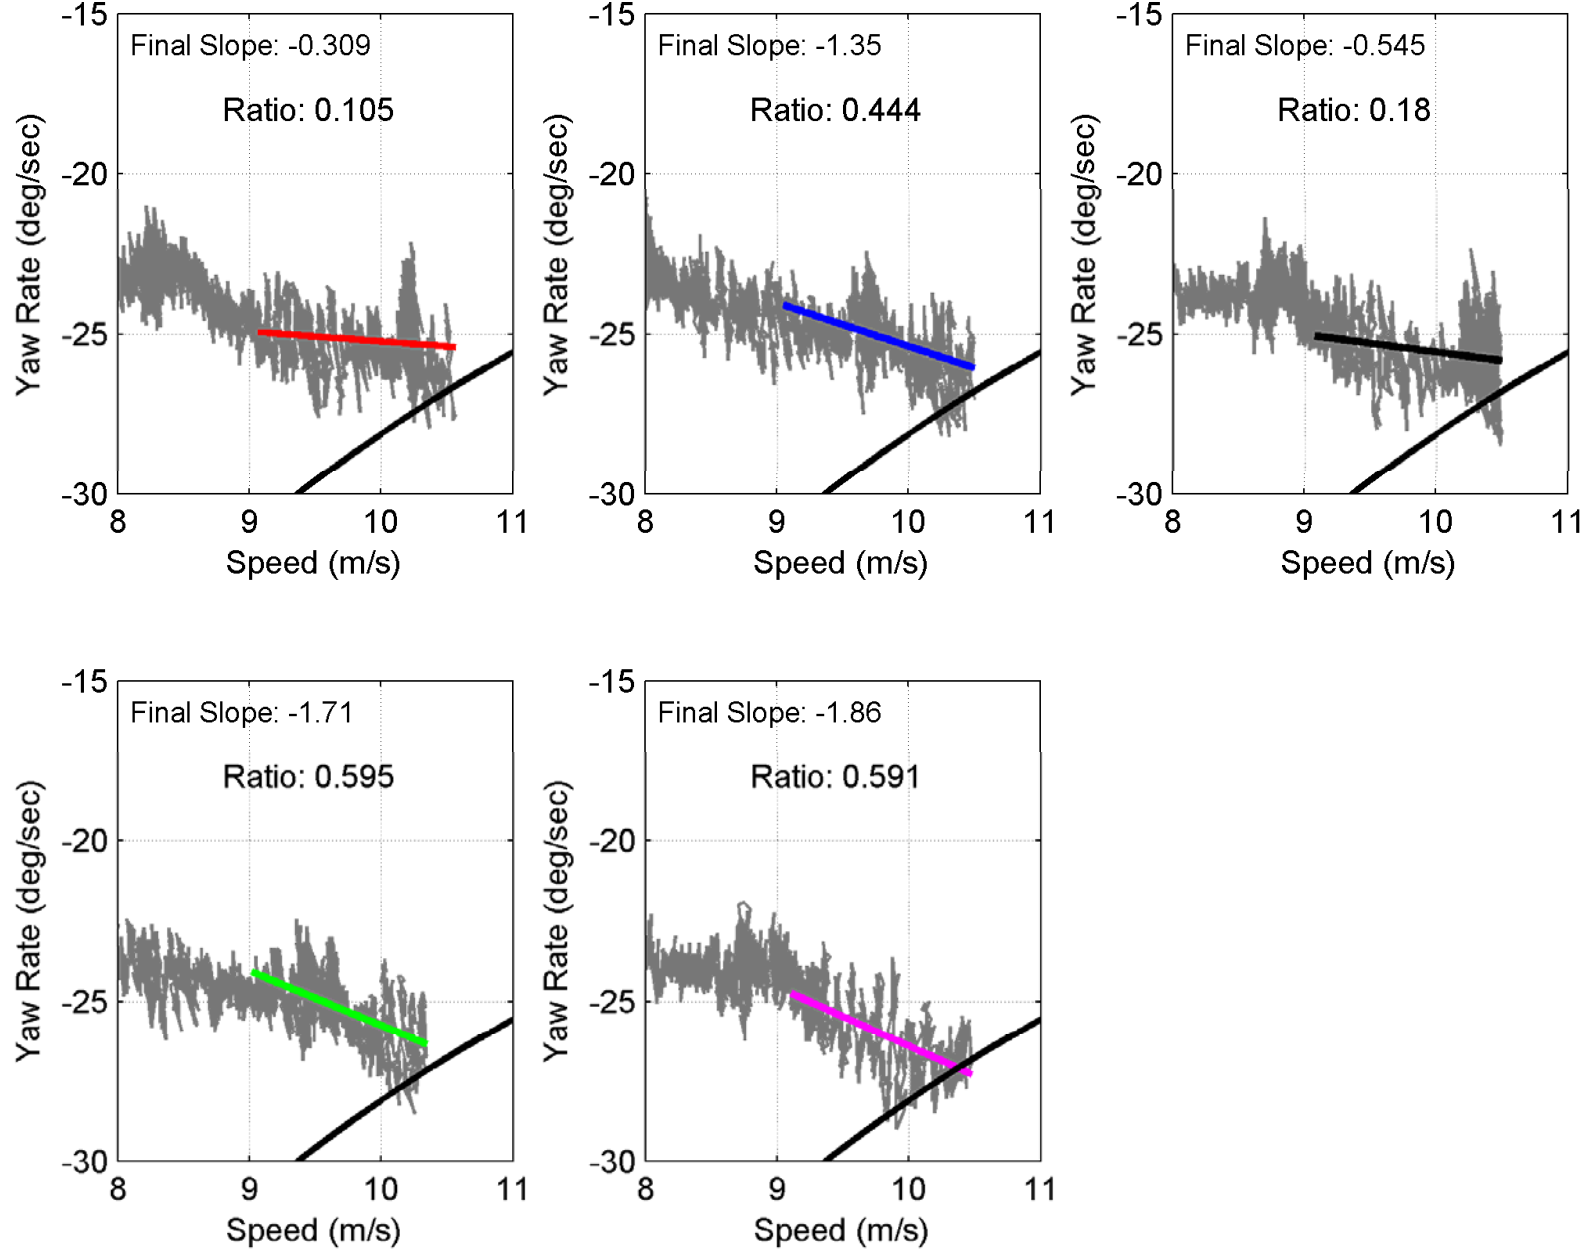 -15
Final Slope: -0.309
Ratio: 0.105
-20
-25
-30
8 9 10 11
Speed (m/s)
Yaw Rate (deg/sec)
-15
Final Slope: -1.35
Ratio: 0.444
-20
-25
-30
8 9 10 11
Speed (m/s)
Yaw Rate (deg/sec)
-15
Final Slope: -0.545
Ratio: 0.18
-20
-25
-30
8 9 10 11
Speed (m/s)
Yaw Rate (deg/sec)
-15
Final Slope: -1.71
Ratio: 0.595
-20
-25
-30
8 9 10 11
Speed (m/s)
Yaw Rate (deg/sec)
-15
Final Slope: -1.86
Ratio: 0.591
-20
-25
-30
8 9 10 11
Speed (m/s)
Yaw Rate (deg/sec)